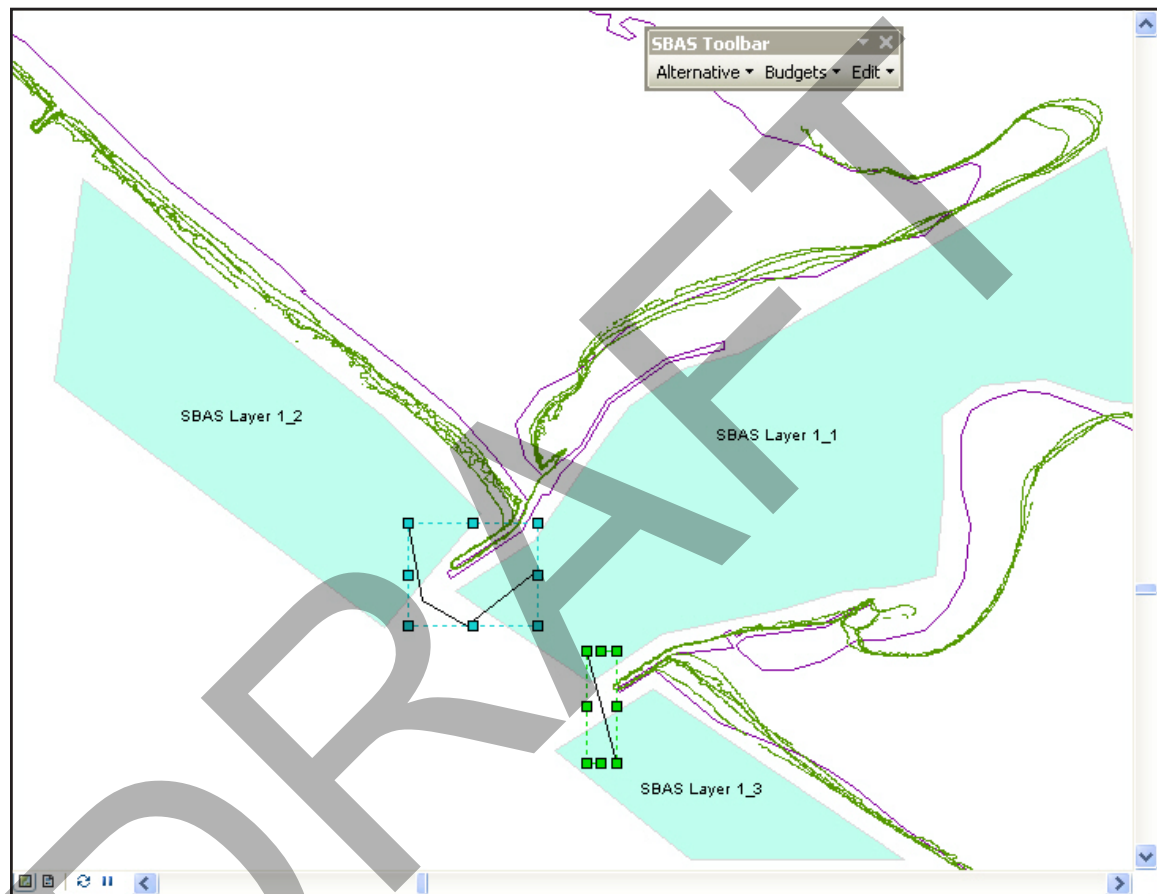 SBAS Toolbar
Alternative Budgets Edit
SBAS Layer 1_2
SBAS Layer 1_1
SBAS Layer 1_3
DRAFT